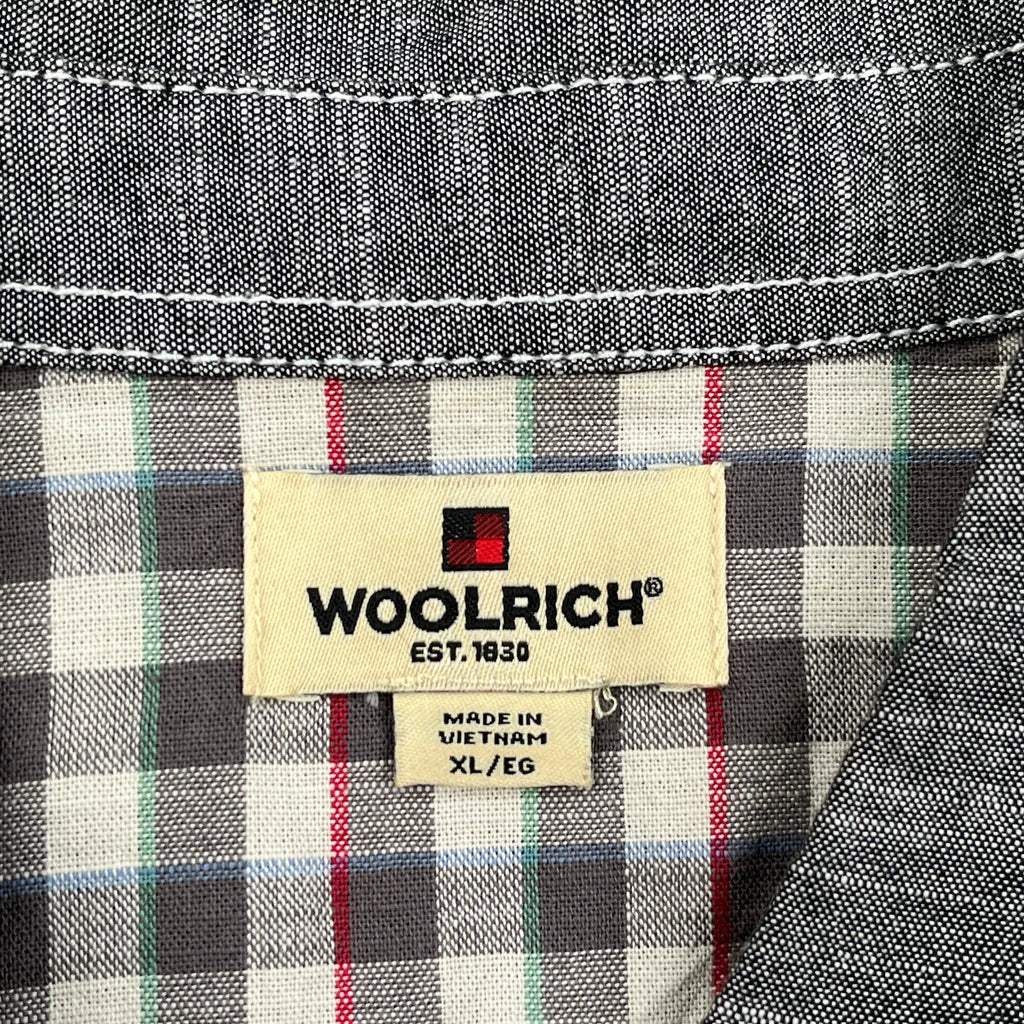 WOOLRICH®
EST. 1830
MADE IN
VIETNAM
XL/EG